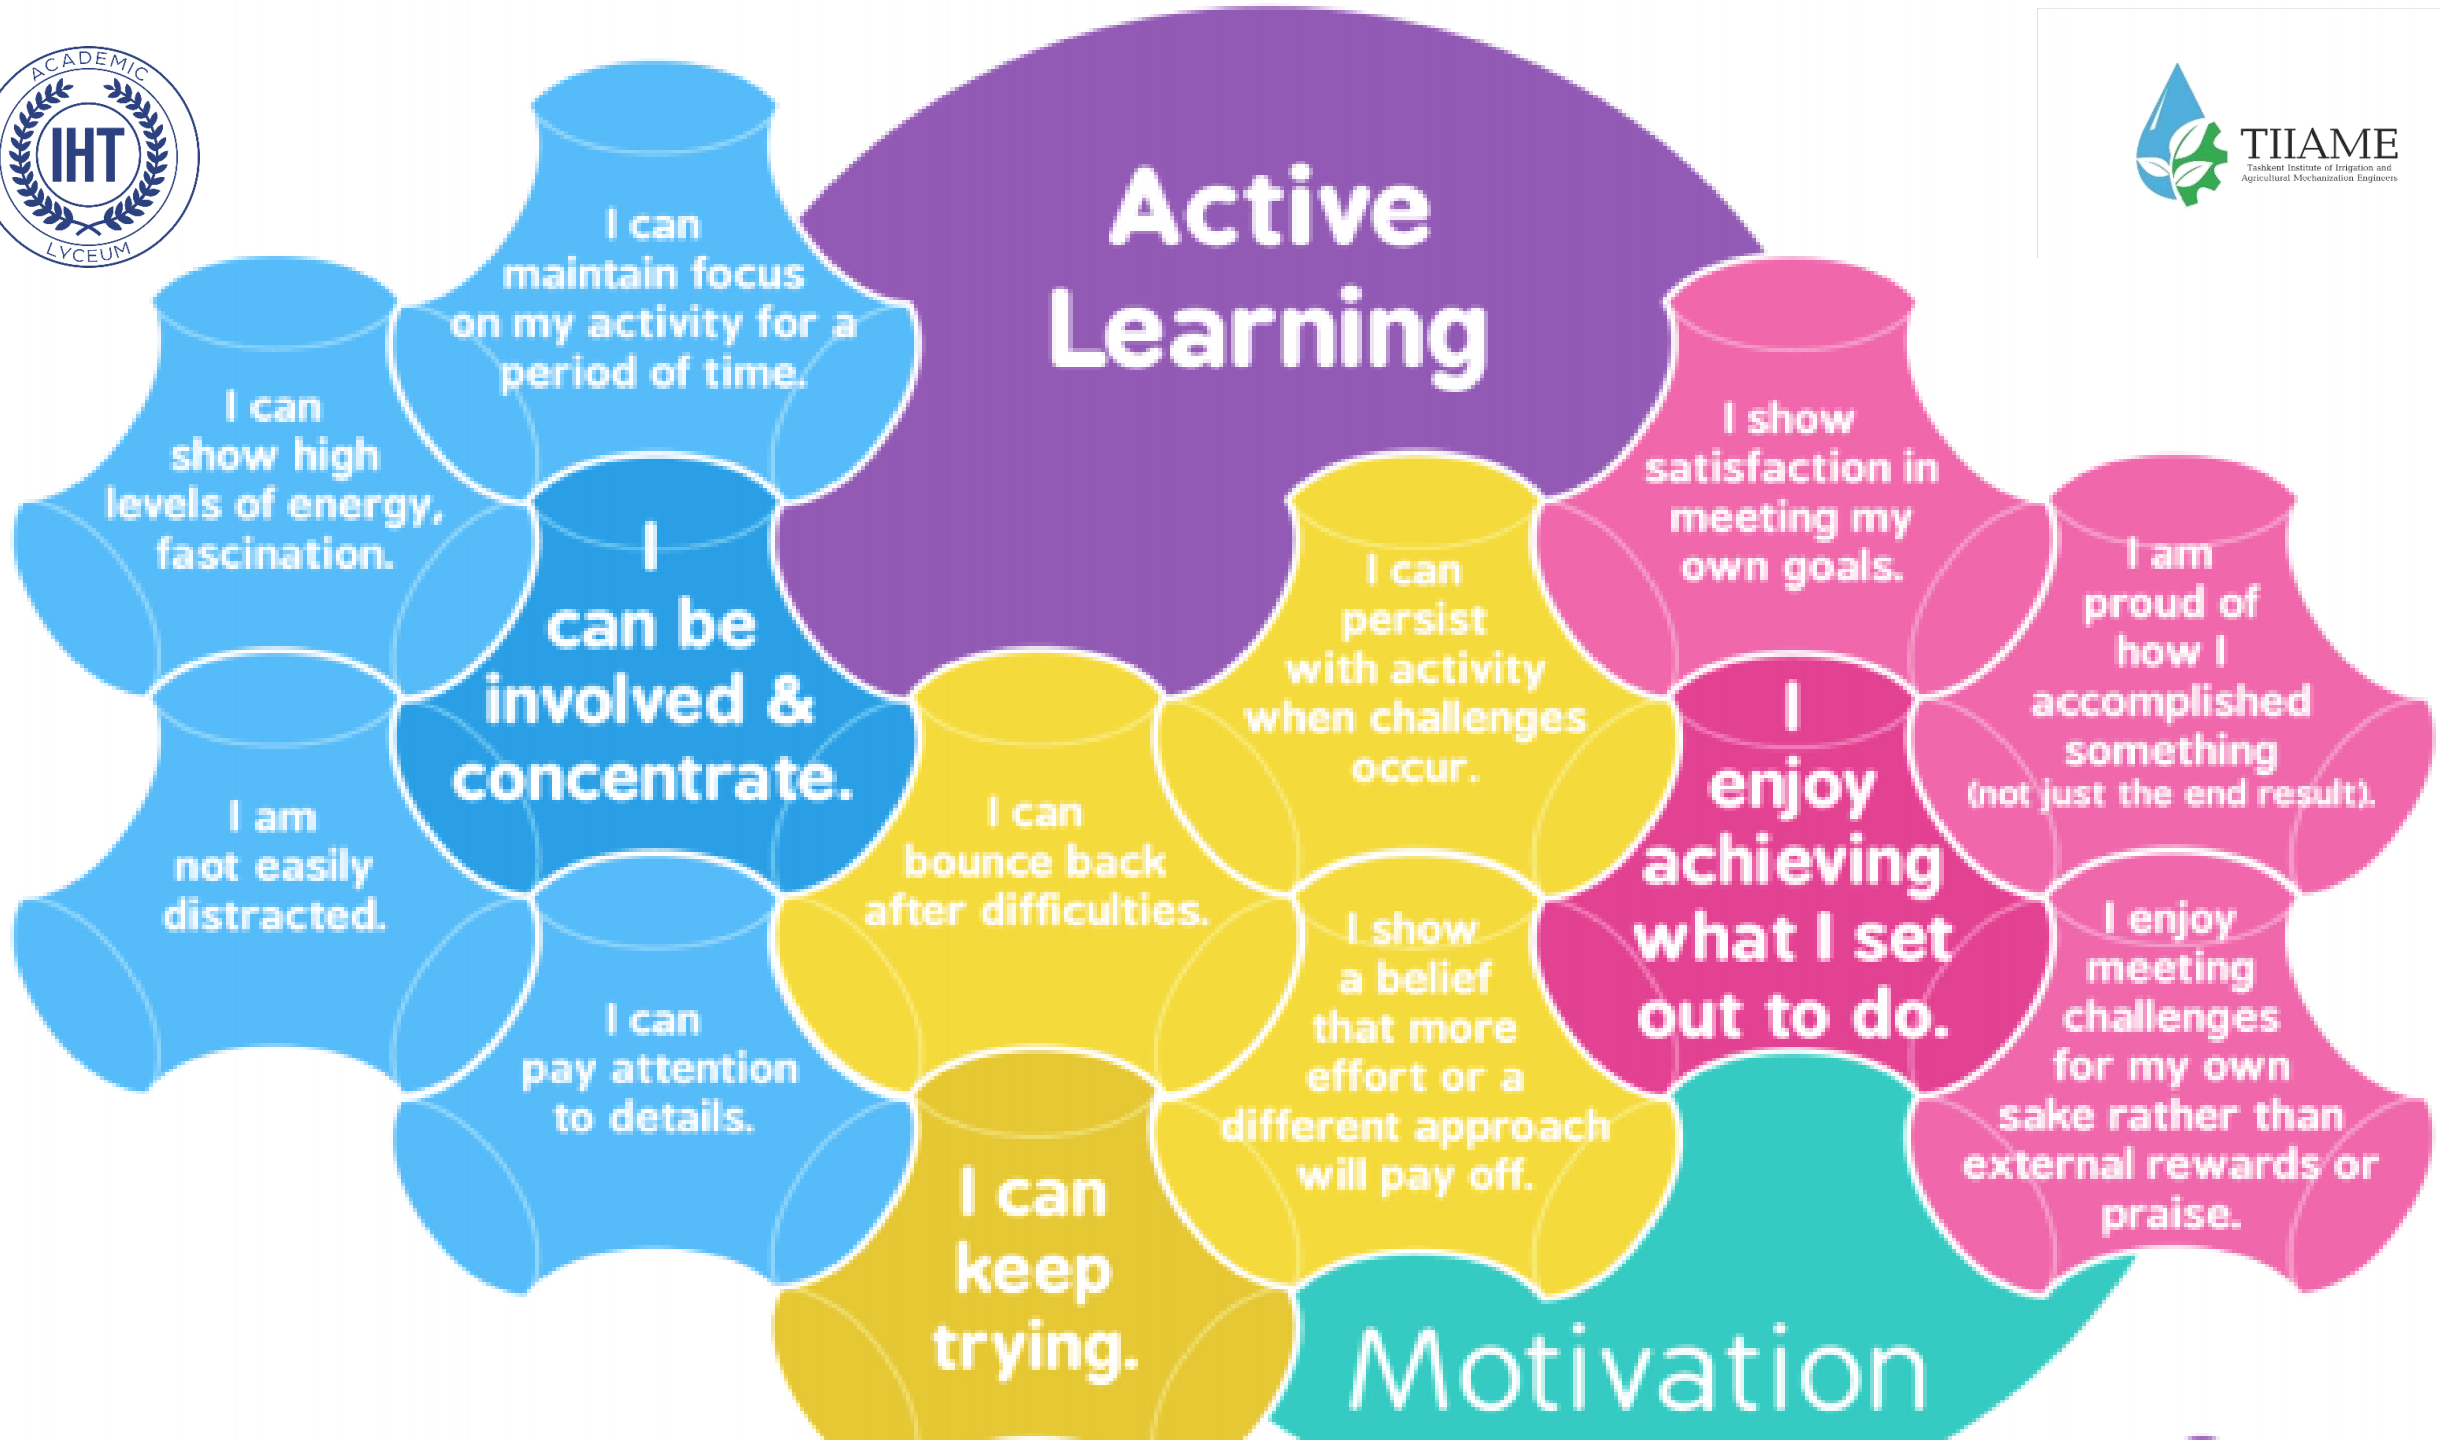 ACADEMIC
IHT
LYCEUM
TIIAME
Tashkent Institute of Irrigation and
Agricultural Mechanization Engineers
Active
Learning
I can
maintain focus
on my activity for a
period of time.
I can
show high
levels of energy,
fascination.
I
can be
involved &
concentrate.
I am
not easily
distracted.
I can
pay attention
to details.
I can
persist
with activity
when challenges
occur.
I can
bounce back
after difficulties.
I show
a belief
that more
effort or a
different approach
will pay off.
I can
keep
trying.
I show
satisfaction in
meeting my
own goals.
I am
proud of
how I
accomplished
something
(not just the end result).
I
enjoy
achieving
what I set
out to do.
I enjoy
meeting
challenges
for my own
sake rather than
external rewards or
praise.
Motivation